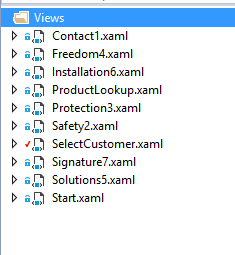 Views
Contact1.xaml
Freedom4.xaml
Installation6.xaml
ProductLookup.xaml
Protection3.xaml
Safety2.xaml
SelectCustomer.xaml
Signature7.xaml
Solutions5.xaml
Start.xaml